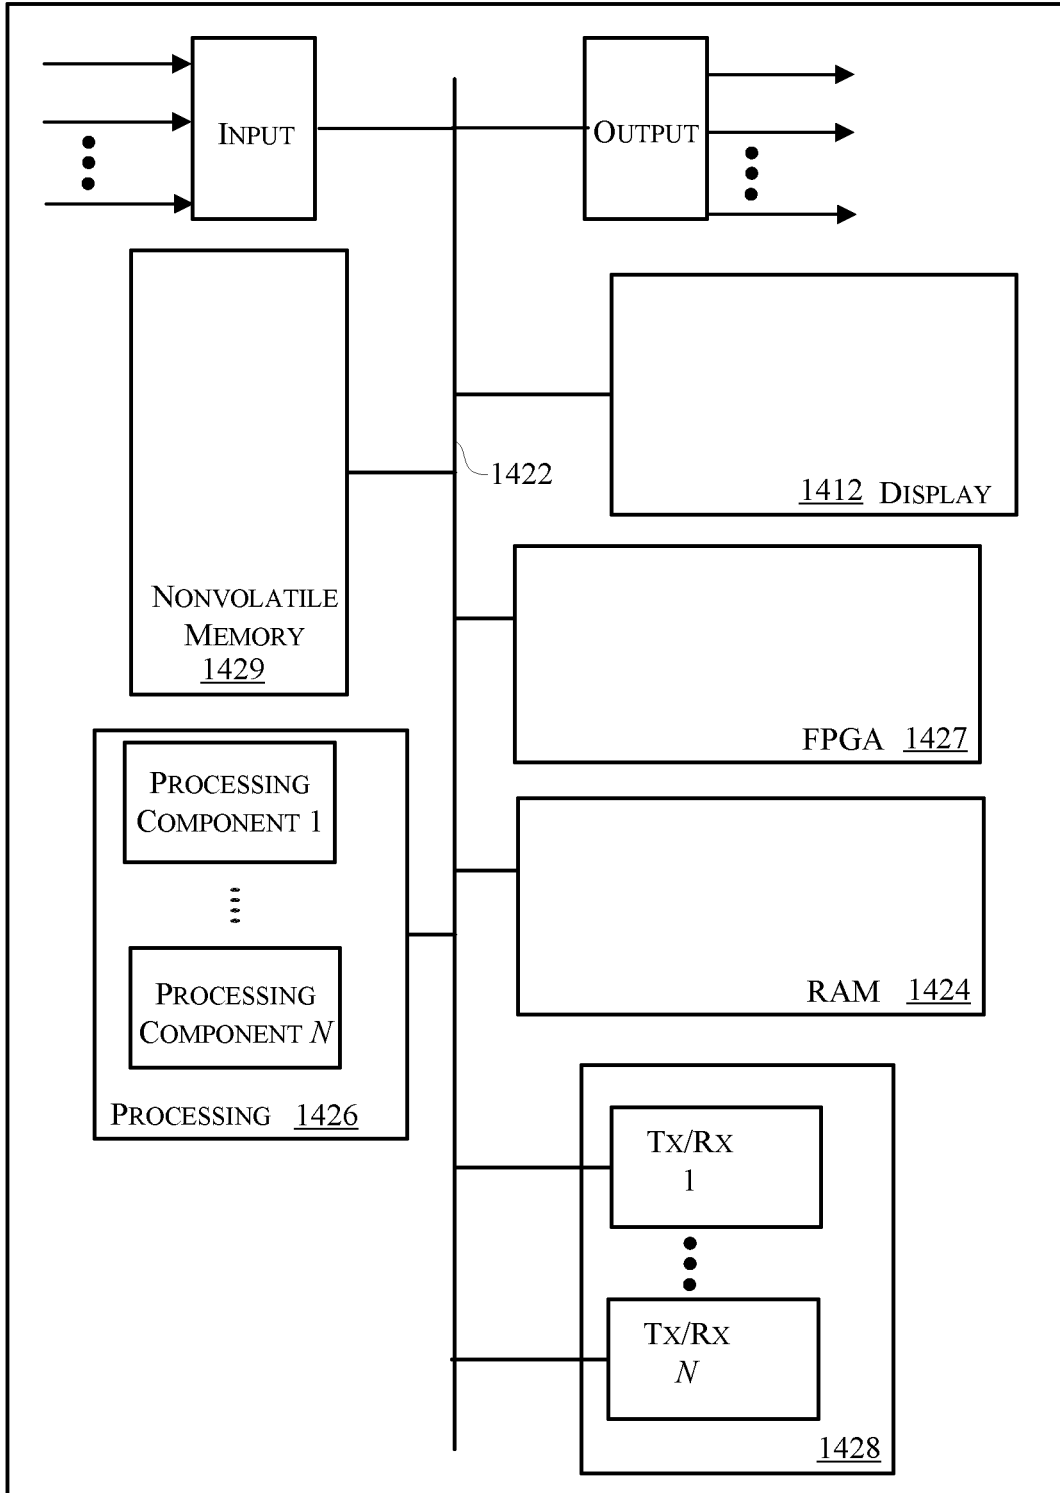 INPUT
OUTPUT
1422
1412 DISPLAY
NONVOLATILE
MEMORY
1429
FPGA 1427
PROCESSING
COMPONENT 1
PROCESSING
COMPONENT N
PROCESSING 1426
RAM 1424
TX/RX
1
TX/RX
N
1428